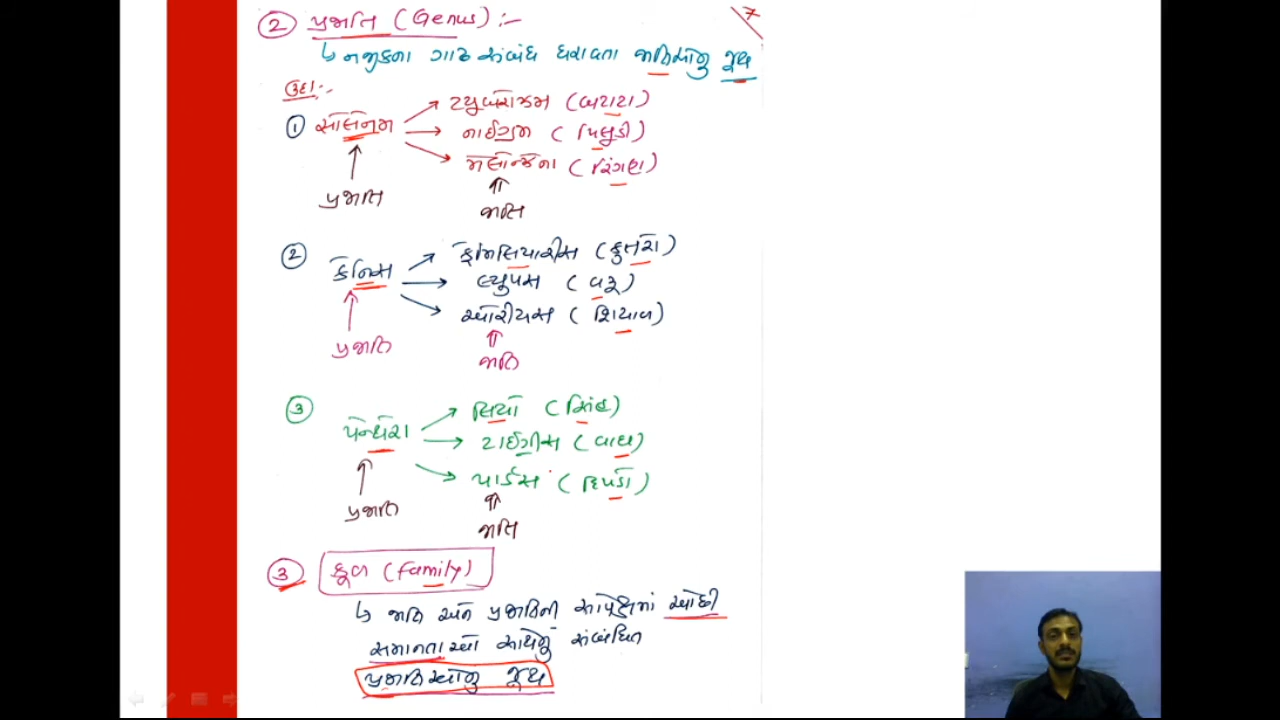 7
② પ્રજાતિ (Genus) :-
↳ નજીકના ગાઢ સંબંધ ધરાવતા જાતિઓનુ જૂથ
ઉદા :-
① સોલેનમ → ટ્યુબરોઝમ (બટાટા)
→ નાઈગ્રમ (પિલુડી)
→ મેલોન્જેના (રિંગણ)
પ્રજાતિ
જાતિ
② કેનિસ → ફેમિલિયારીસ (કુતરો)
→ લ્યુપસ (વરૂ)
→ ઓરીયસ (શિયાળ)
પ્રજાતિ
જાતિ
③ પેન્થેરા → લિયો (સિંહ)
→ ટાઈગ્રીસ (વાઘ)
→ પાર્ડસ (દિપડો)
પ્રજાતિ
જાતિ
③ કૂળ (family)
↳ જાતિ અને પ્રજાતિની સાપેક્ષમાં ઓછી
સમાનતાઓ સાથેનું સંબંધિત
પ્રજાતિઓનુ જૂથ